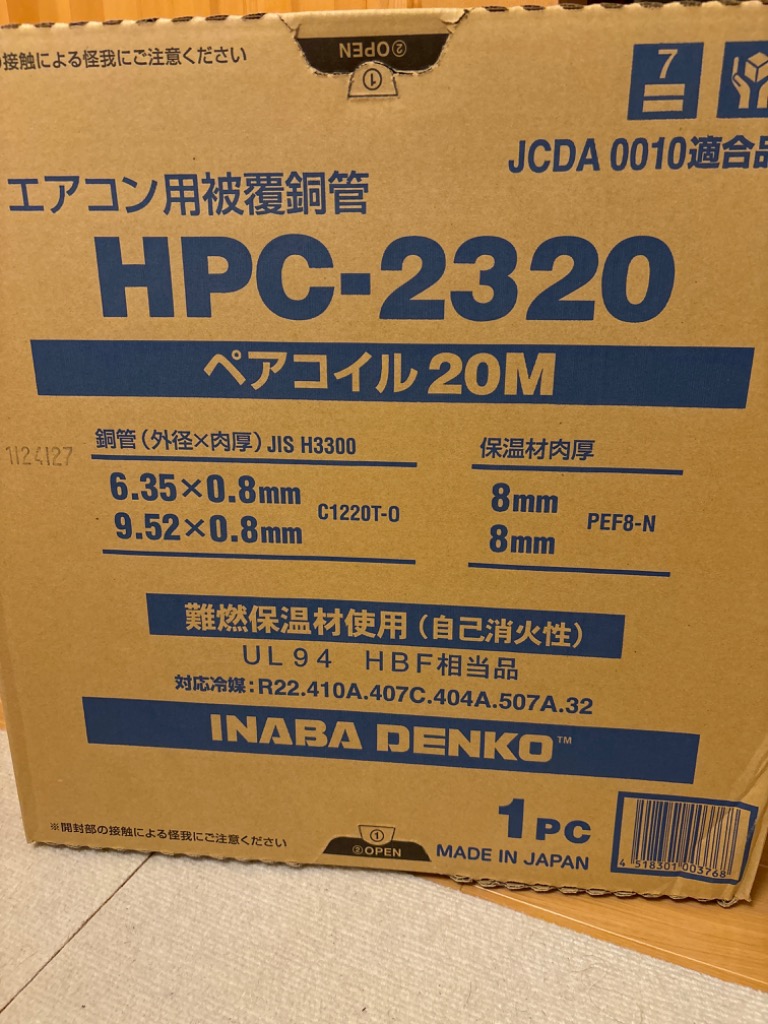 接触による怪我にご注意ください
②OPEN
①
7
JCDA 0010適合品
エアコン用被覆銅管
HPC-2320
ペアコイル 20M
銅管(外径×肉厚) JIS H3300
6.35×0.8mm
9.52×0.8mm
C1220T-O
保温材肉厚
8mm
8mm
PEF8-N
1124127
難燃保温材使用(自己消火性)
UL94 HBF相当品
対応冷媒:R22.410A.407C.404A.507A.32
INABA DENKO™
※開封部の接触による怪我にご注意ください
①
②OPEN
1PC
MADE IN JAPAN
4 518301 003768